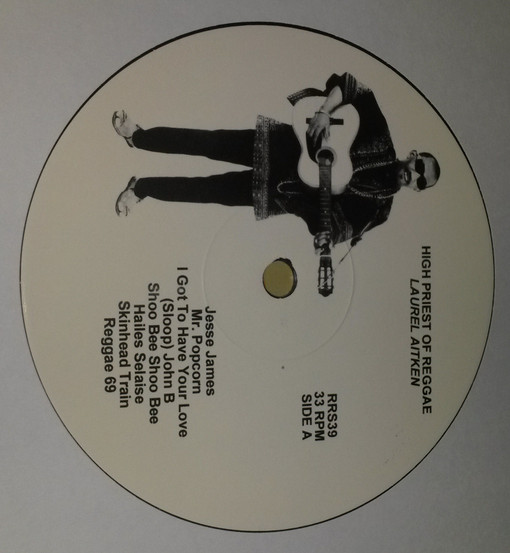 HIGH PRIEST OF REGGAE
LAUREL AITKEN
RRS39
33 RPM
SIDE A
Jesse James
Mr. Popcorn
I Got To Have Your Love
(Sloop) John B
Shoo Bee Shoo Bee
Hailes Selaise
Skinhead Train
Reggae 69